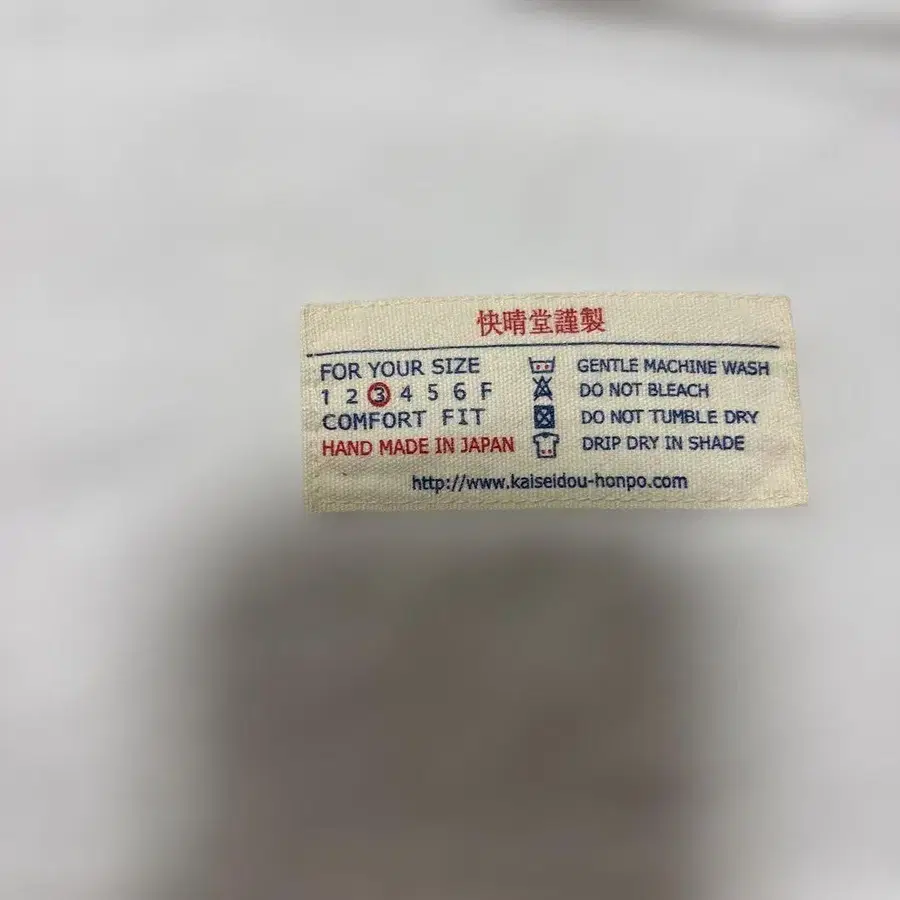 快晴堂謹製
FOR YOUR SIZE
1 2 3 4 5 6 F
COMFORT FIT
HAND MADE IN JAPAN
GENTLE MACHINE WASH
DO NOT BLEACH
DO NOT TUMBLE DRY
DRIP DRY IN SHADE
http://www.kaiseidou-honpo.com